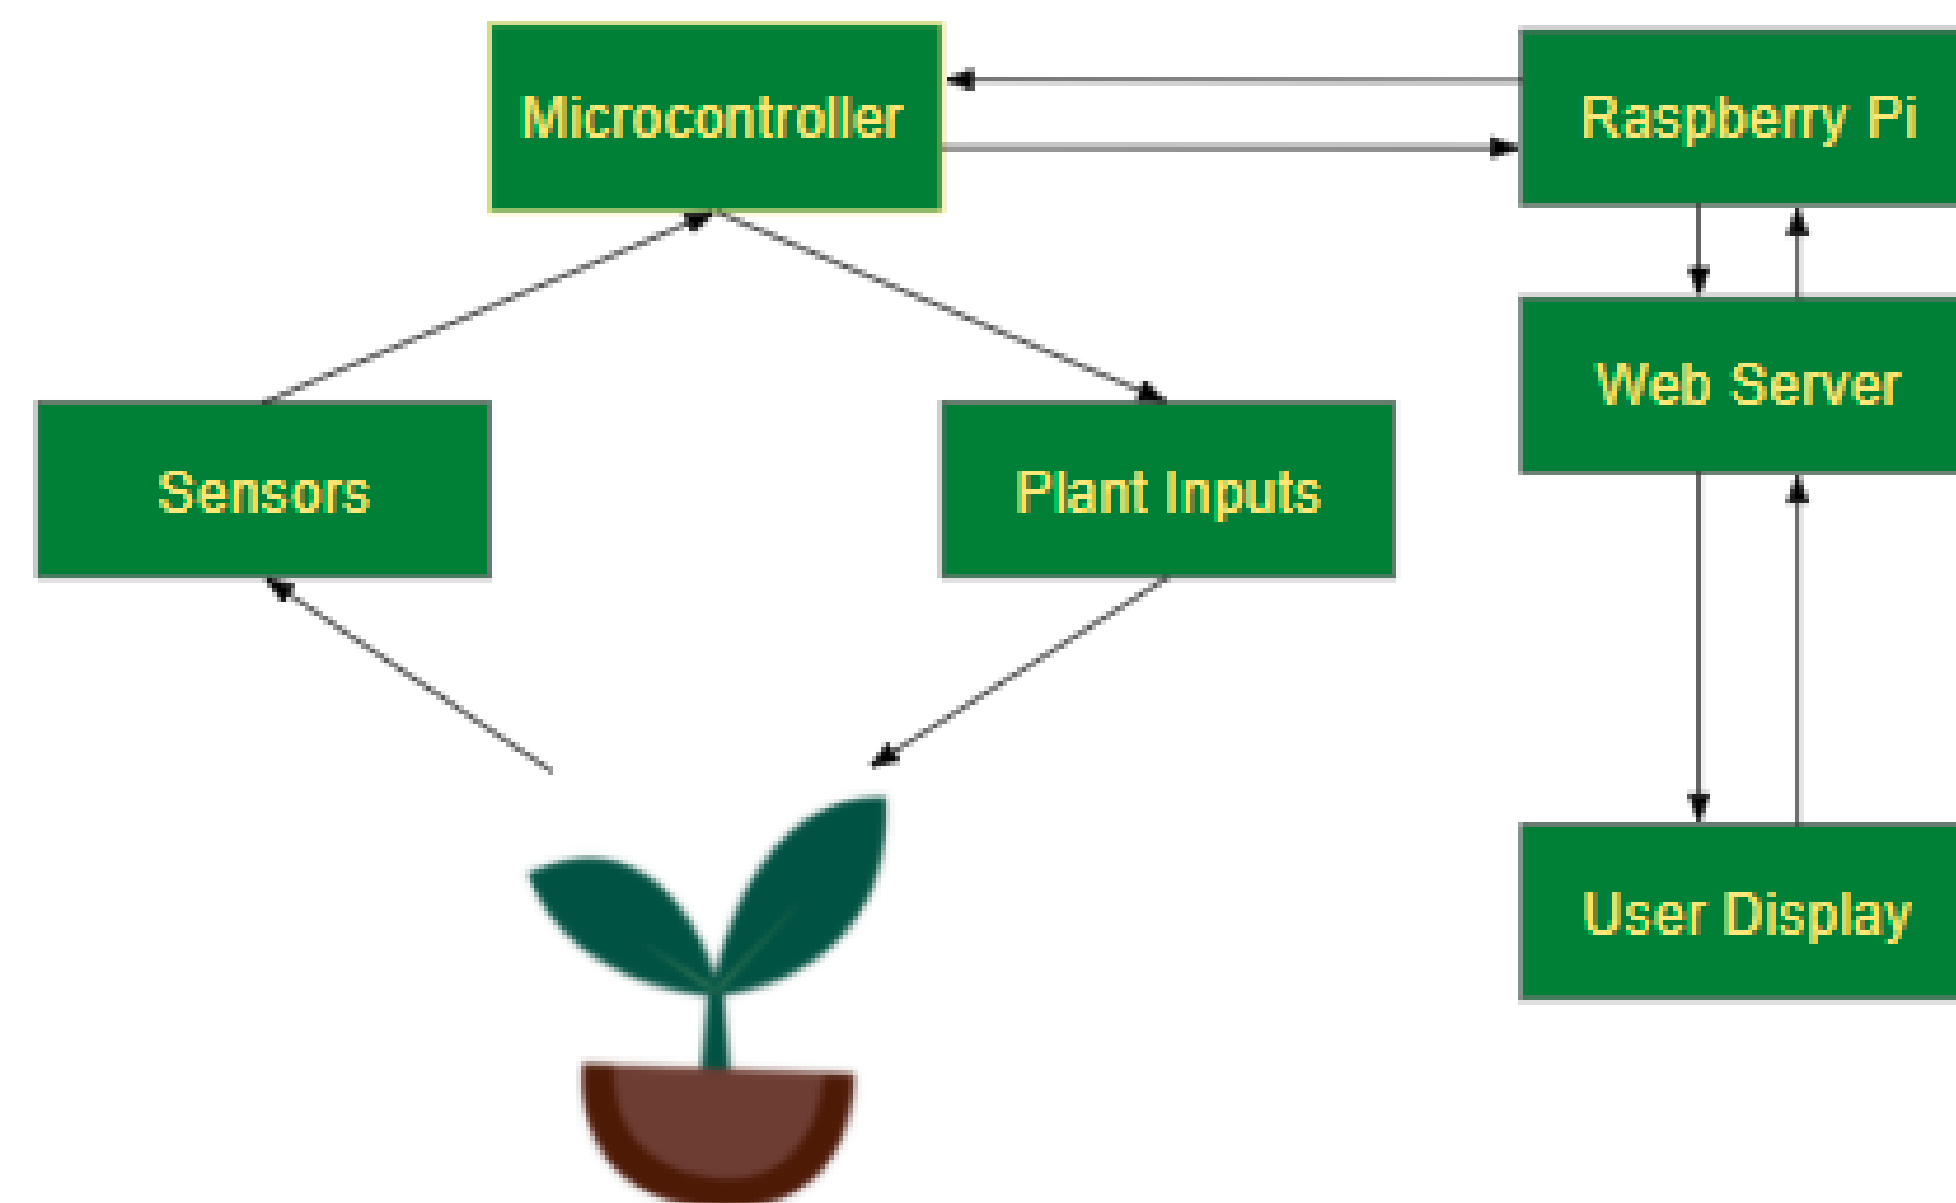 Microcontroller
Raspberry Pi
Web Server
Sensors
Plant Inputs
User Display